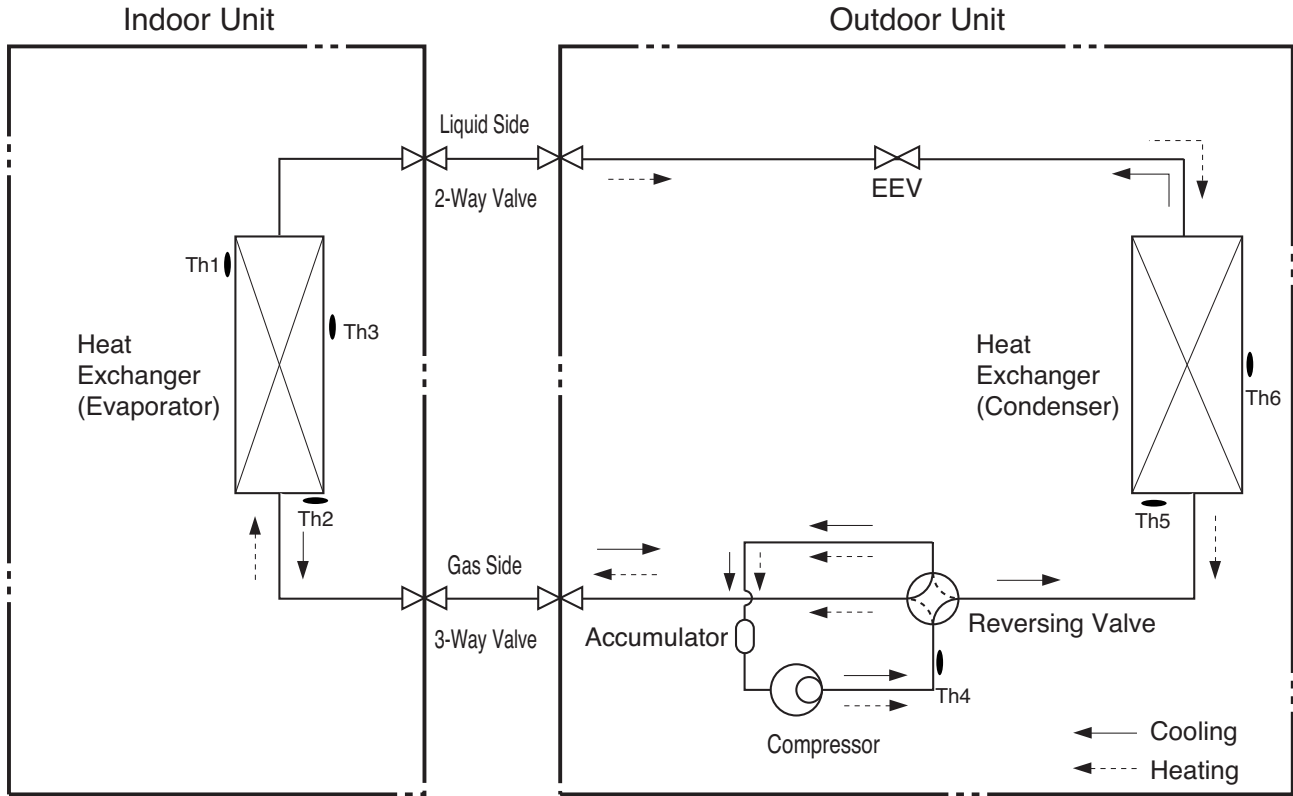 Indoor Unit
Outdoor Unit
Liquid Side
2-Way Valve
EEV
Th1
Th3
Heat
Exchanger
(Evaporator)
Heat
Exchanger
(Condenser)
Th6
Th2
Th5
Gas Side
3-Way Valve
Accumulator
Reversing Valve
Th4
Compressor
Cooling
Heating